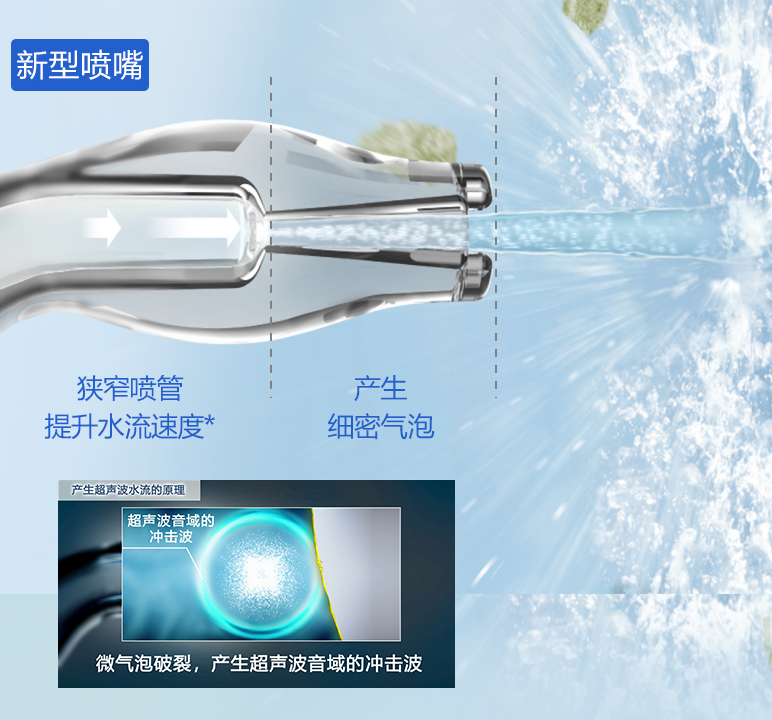 新型喷嘴
狭窄喷管
提升水流速度*
产生
细密气泡
产生超声波水流的原理
超声波音域的
冲击波
微气泡破裂，产生超声波音域的冲击波